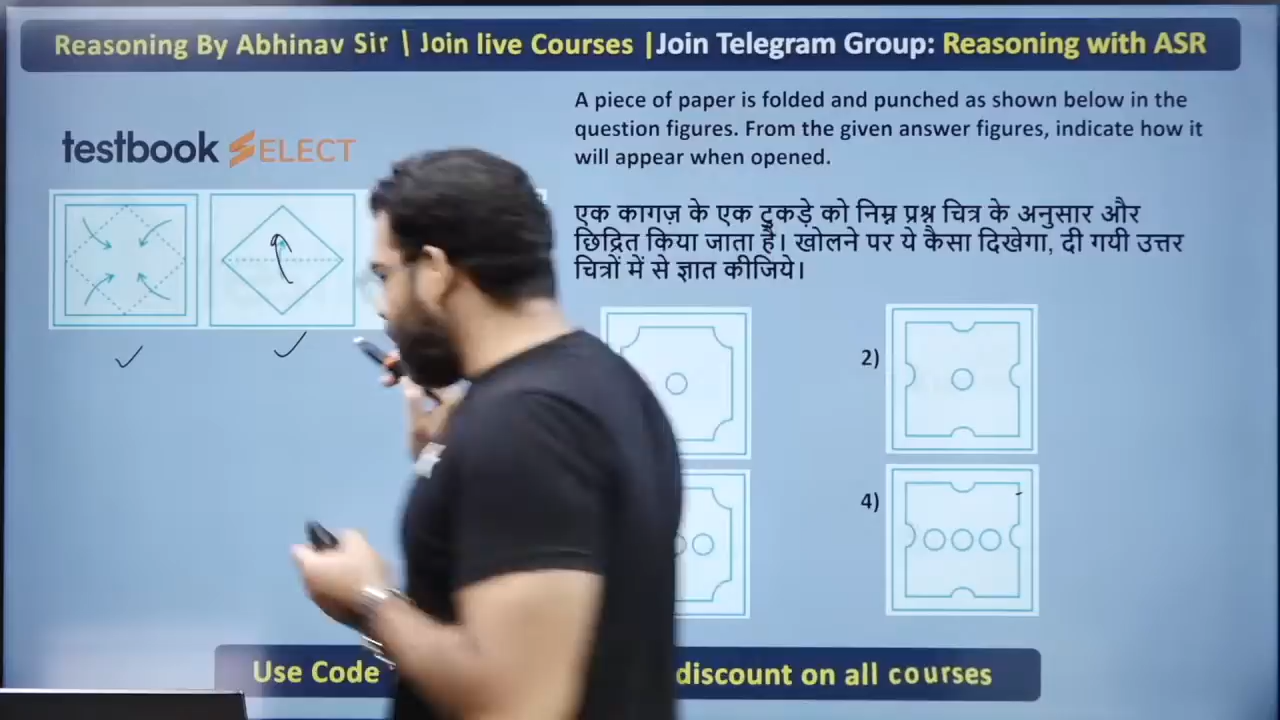 Reasoning By Abhinav Sir | Join live Courses |Join Telegram Group: Reasoning with ASR
testbook SELECT
A piece of paper is folded and punched as shown below in the
question figures. From the given answer figures, indicate how it
will appear when opened.
एक कागज़ के एक टुकड़े को निम्न प्रश्न चित्र के अनुसार और
छिद्रित किया जाता है। खोलने पर ये कैसा दिखेगा, दी गयी उत्तर
चित्रों में से ज्ञात कीजिये।
2)
4)
Use Code
discount on all courses